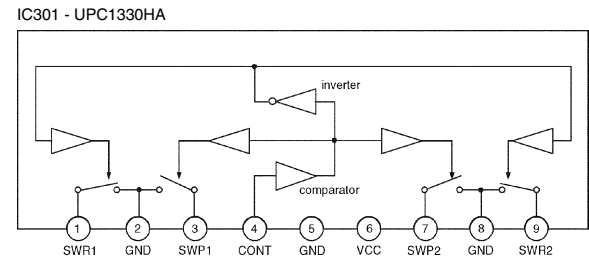 IC301 - UPC1330HA
inverter
comparator
1 2 3 4 5 6 7 8 9
SWR1 GND SWP1 CONT GND VCC SWP2 GND SWR2